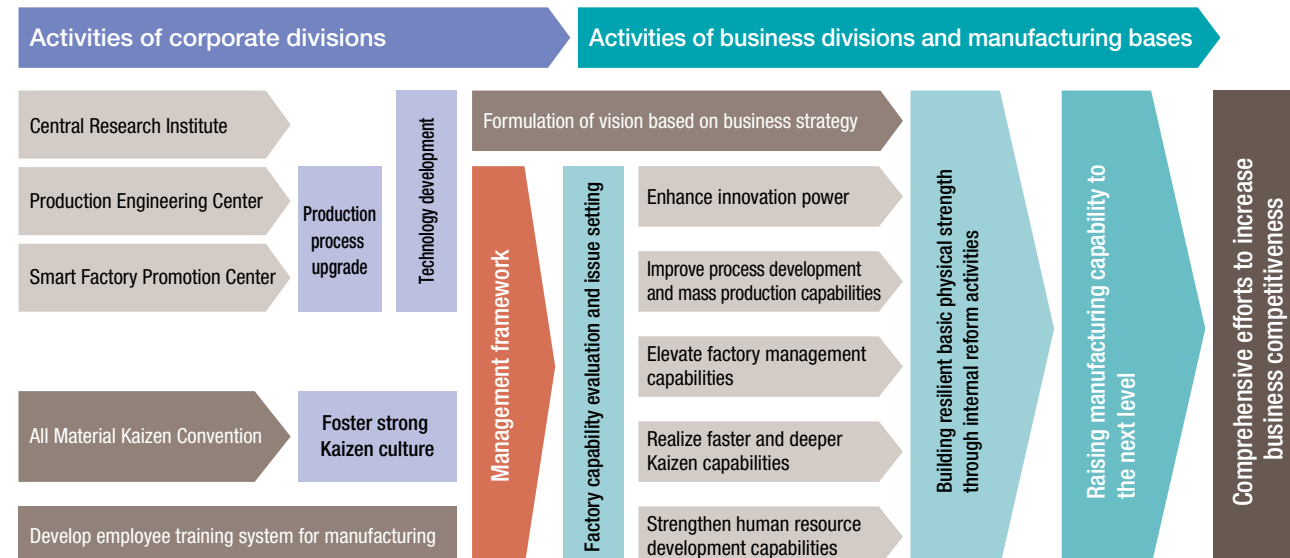 Activities of corporate divisions
Activities of business divisions and manufacturing bases
Central Research Institute
Production Engineering Center
Smart Factory Promotion Center
Production
process
upgrade
Technology development
All Material Kaizen Convention
Foster strong
Kaizen culture
Develop employee training system for manufacturing
Formulation of vision based on business strategy
Management framework
Factory capability evaluation and issue setting
Enhance innovation power
Improve process development
and mass production capabilities
Elevate factory management
capabilities
Realize faster and deeper
Kaizen capabilities
Strengthen human resource
development capabilities
Building resilient basic physical strength
through internal reform activities
Raising manufacturing capability to
the next level
Comprehensive efforts to increase
business competitiveness